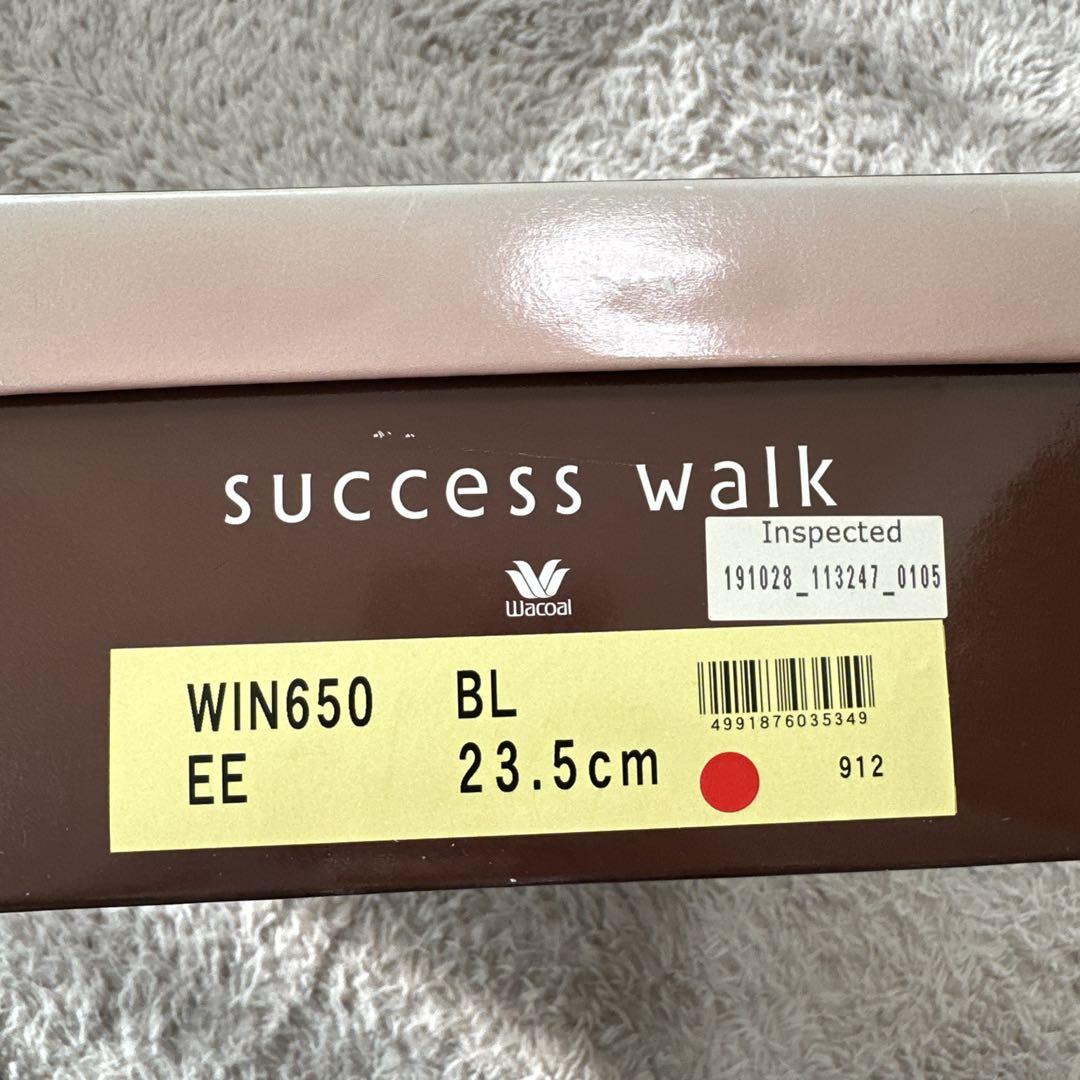 success walk
Inspected
191028_113247_0105
Wacoal
WIN650 BL
4991876035349
EE 23.5cm
912